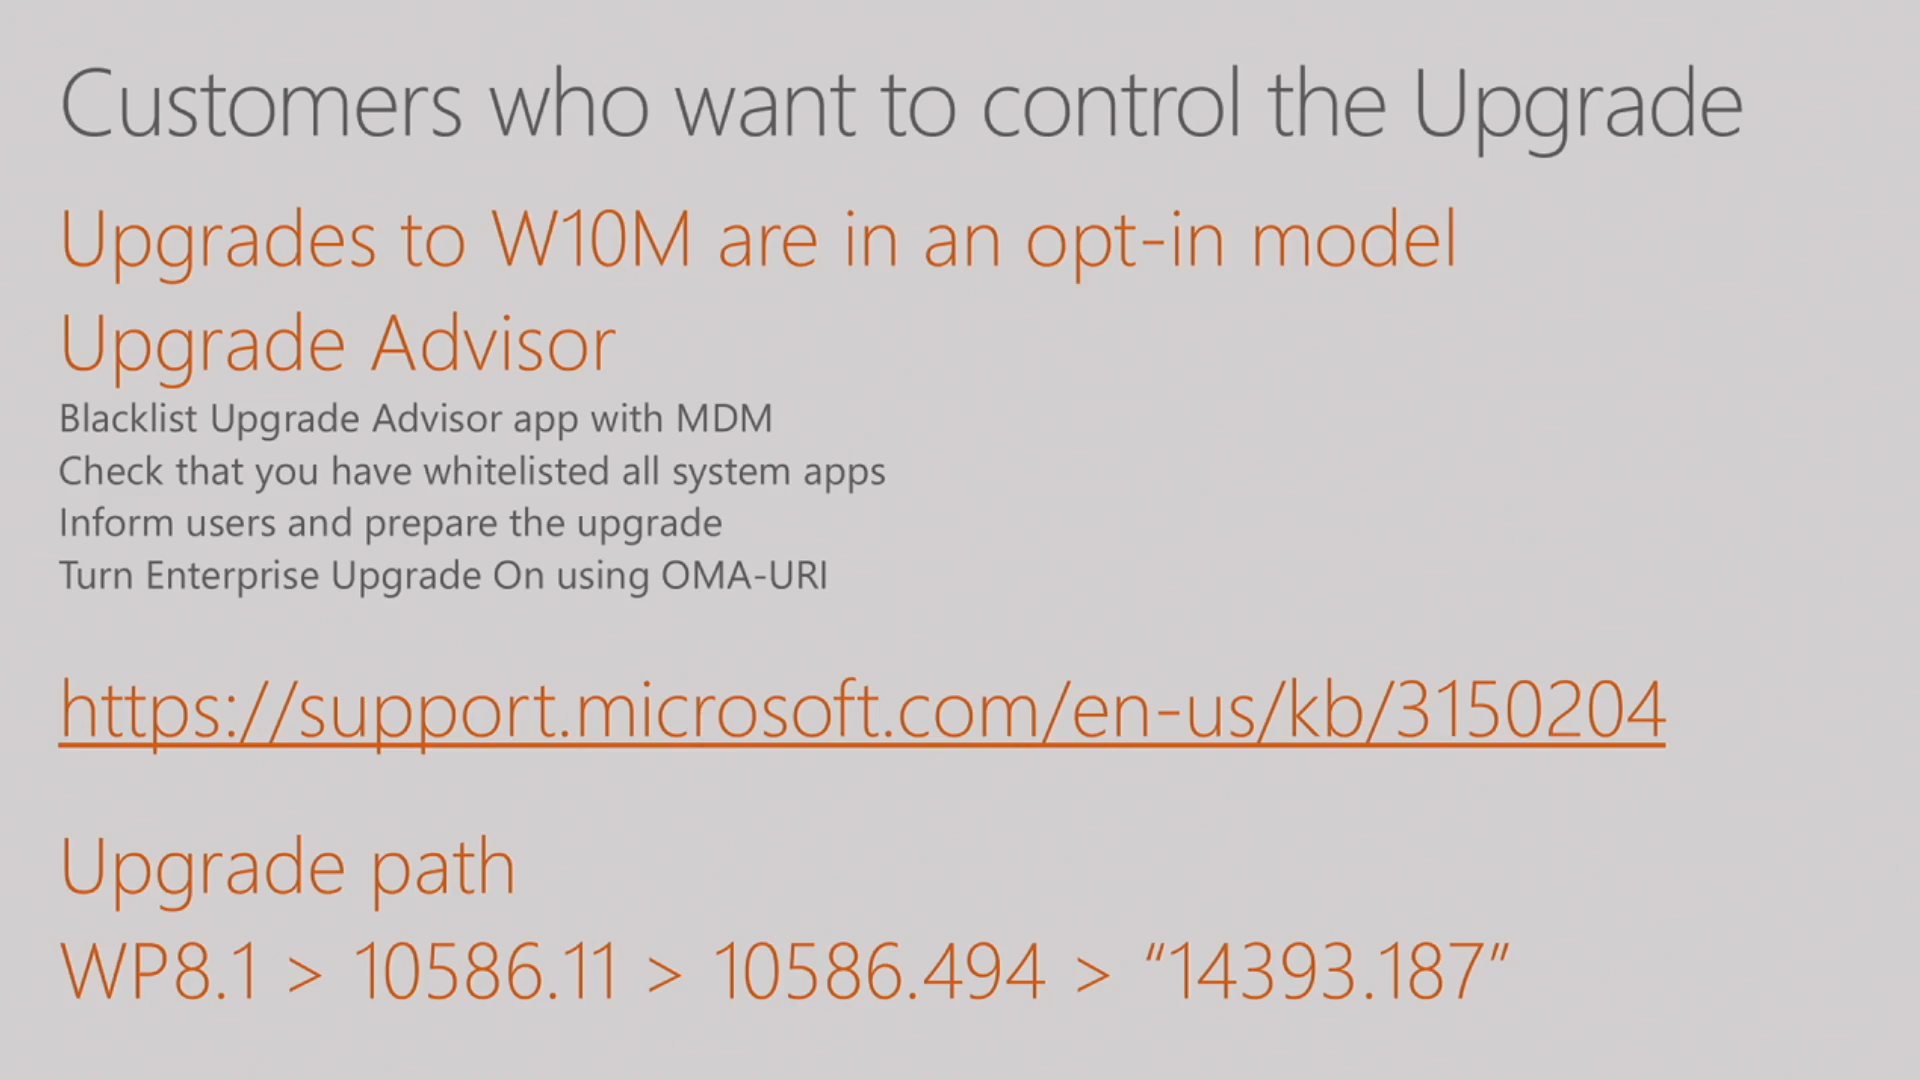 Customers who want to control the Upgrade
Upgrades to W10M are in an opt-in model
Upgrade Advisor
Blacklist Upgrade Advisor app with MDM
Check that you have whitelisted all system apps
Inform users and prepare the upgrade
Turn Enterprise Upgrade On using OMA-URI
https://support.microsoft.com/en-us/kb/3150204
Upgrade path
WP8.1 > 10586.11 > 10586.494 > “14393.187”